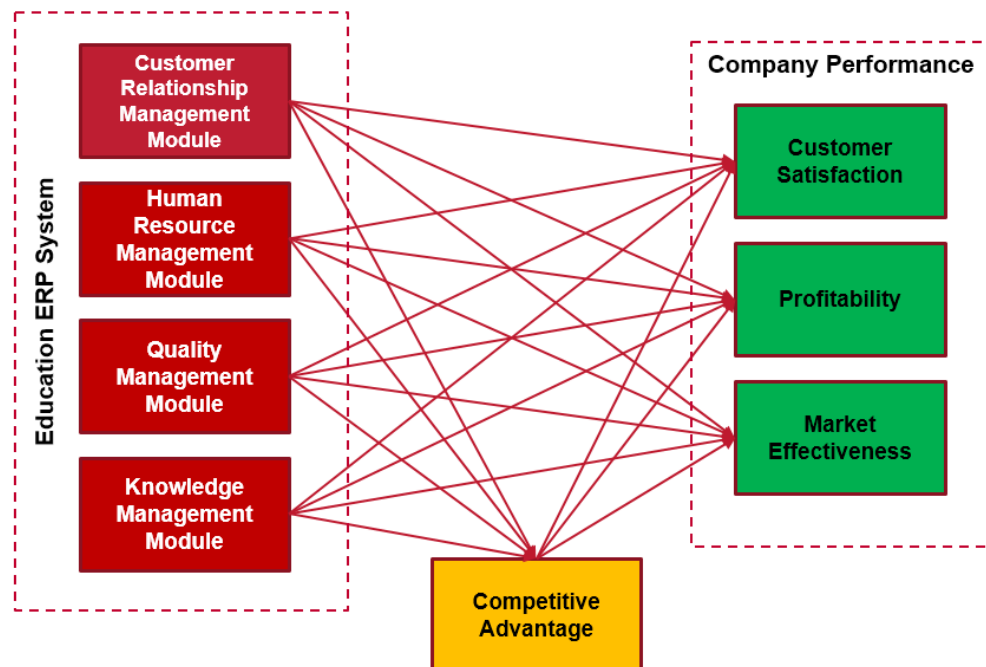 Education ERP System
Customer
Relationship
Management
Module
Human
Resource
Management
Module
Quality
Management
Module
Knowledge
Management
Module
Competitive
Advantage
Company Performance
Customer
Satisfaction
Profitability
Market
Effectiveness